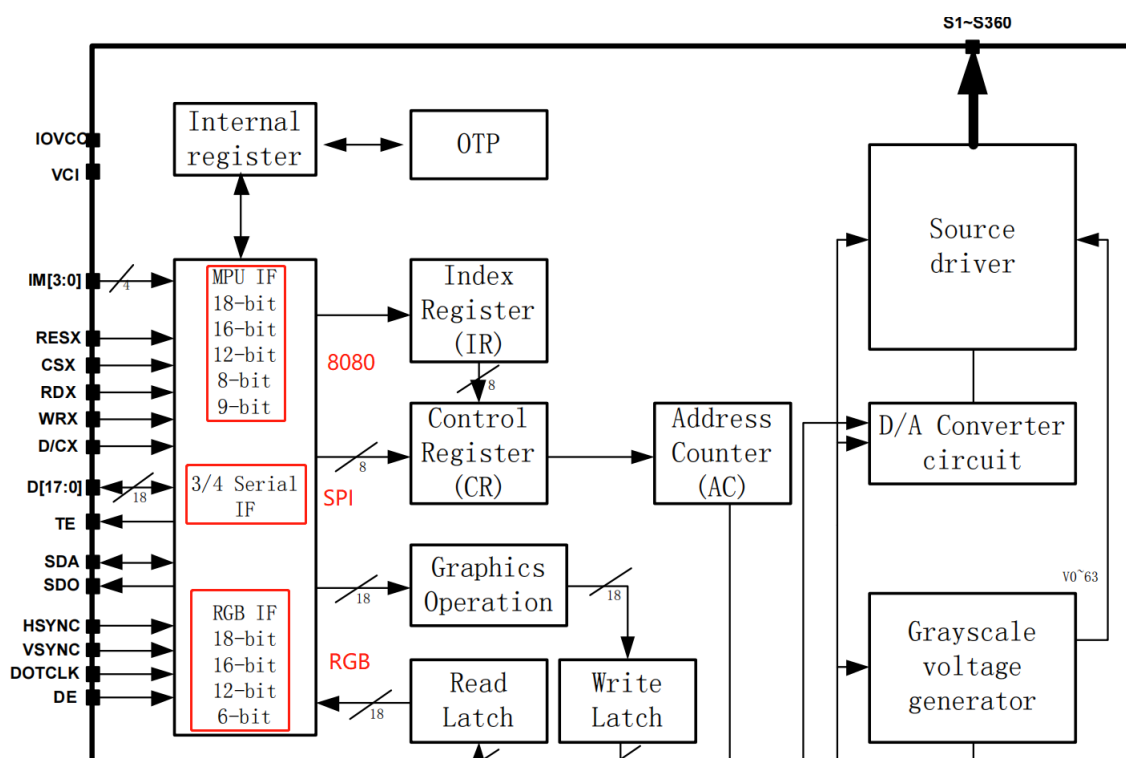 S1~S360
IOVCC
VCI
Internal
register
OTP
Source
driver
IM[3:0]
4
RESX
CSX
RDX
WRX
D/CX
D[17:0]
18
TE
SDA
SDO
HSYNC
VSYNC
DOTCLK
DE
MPU IF
18-bit
16-bit
12-bit
8-bit
9-bit
8080
3/4 Serial
IF
SPI
RGB IF
18-bit
16-bit
12-bit
6-bit
RGB
Index
Register
(IR)
8
Control
Register
(CR)
8
Address
Counter
(AC)
D/A Converter
circuit
Graphics
Operation
18
18
Read
Latch
18
Write
Latch
V0~63
Grayscale
voltage
generator